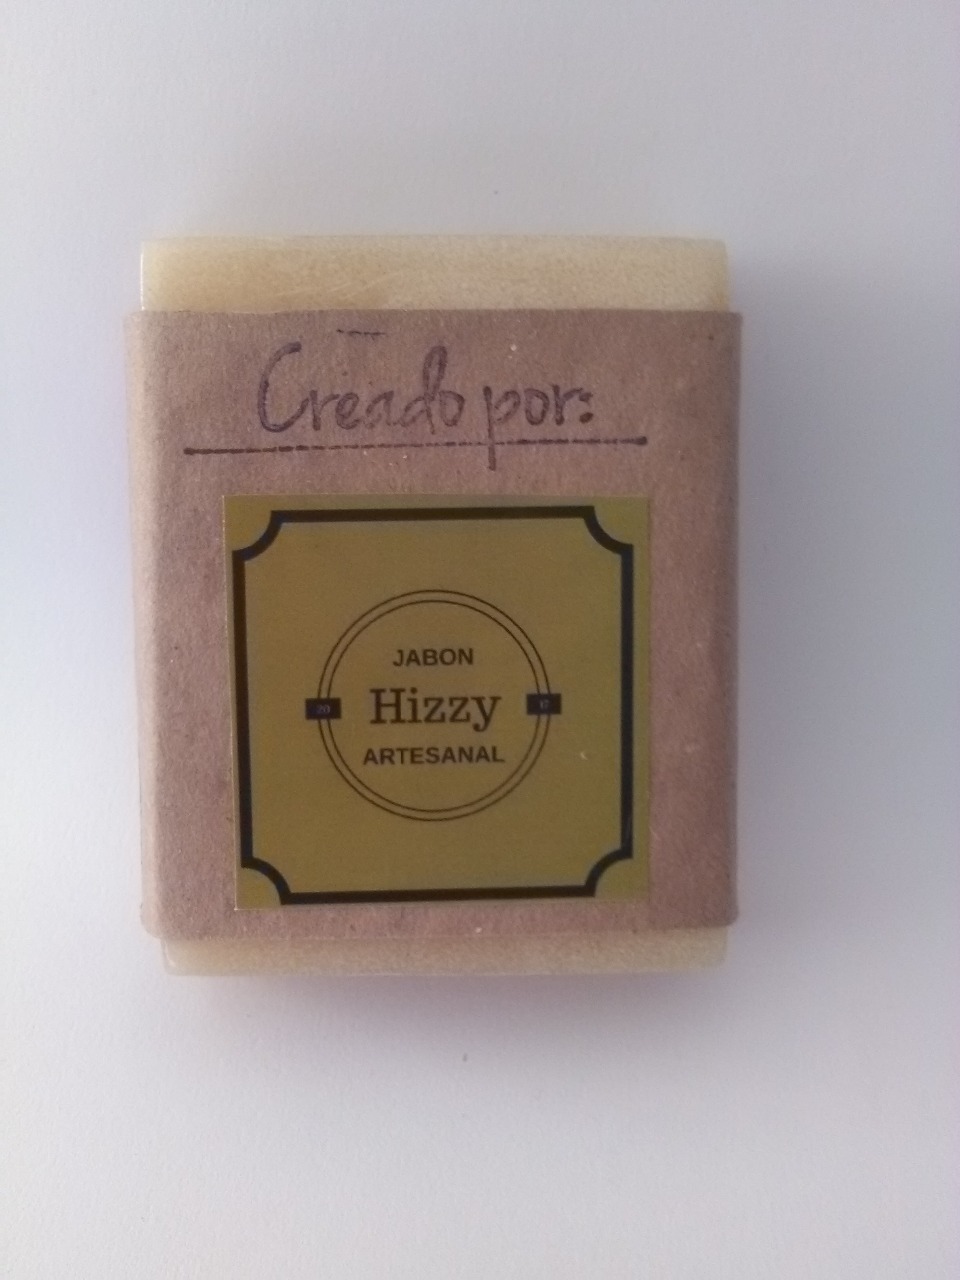 Creado por:
JABON
20 Hizzy 17
ARTESANAL